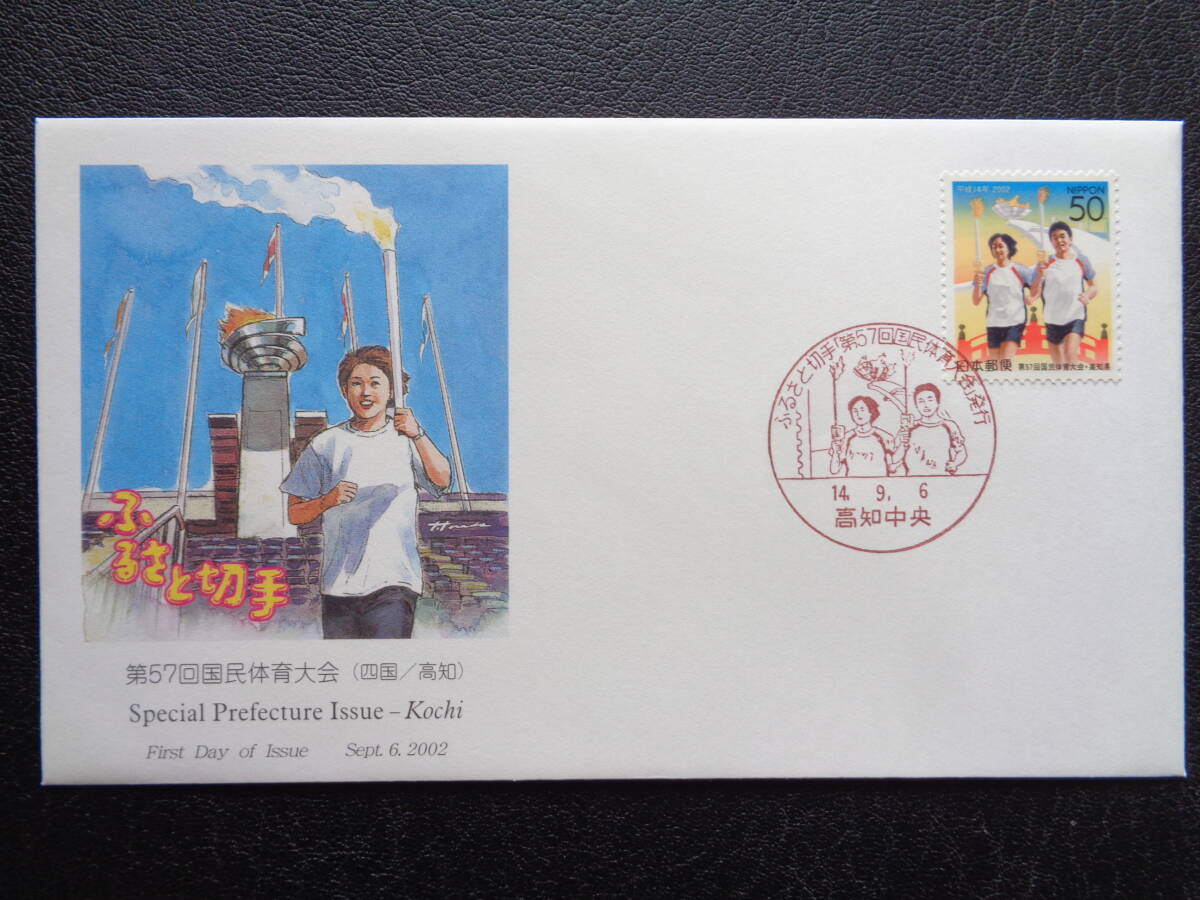 ふるさと切手
第57回国民体育大会(四国/高知)
Special Prefecture Issue – Kochi
First Day of Issue Sept. 6. 2002
平成14年 2002
NIPPON
50
日本郵便 第57回国民体育大会・高知県
ふるさと切手「第57回国民体育大会」発行
14. 9. 6
高知中央